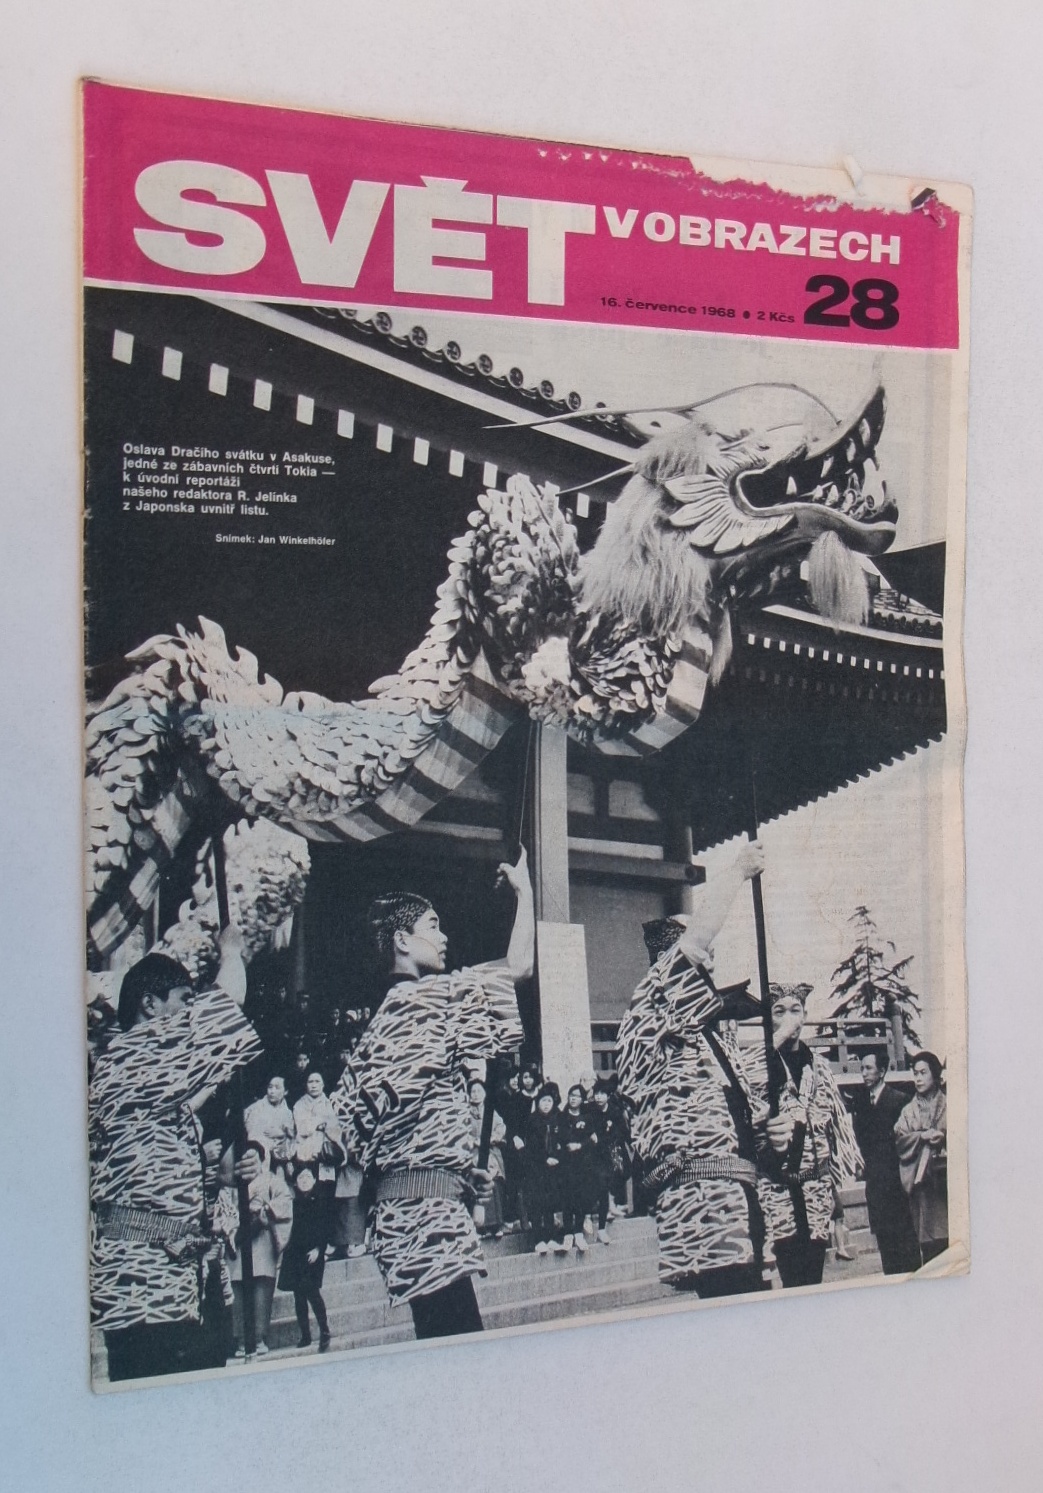 SVĚT
V OBRAZECH
16. července 1968 • 2 Kčs 28
Oslava Dračího svátku v Asakuse,
jedné ze zábavních čtvrtí Tokia —
k úvodní reportáži
našeho redaktora R. Jelínka
z Japonska uvnitř listu.
Snímek: Jan Winkelhöfer